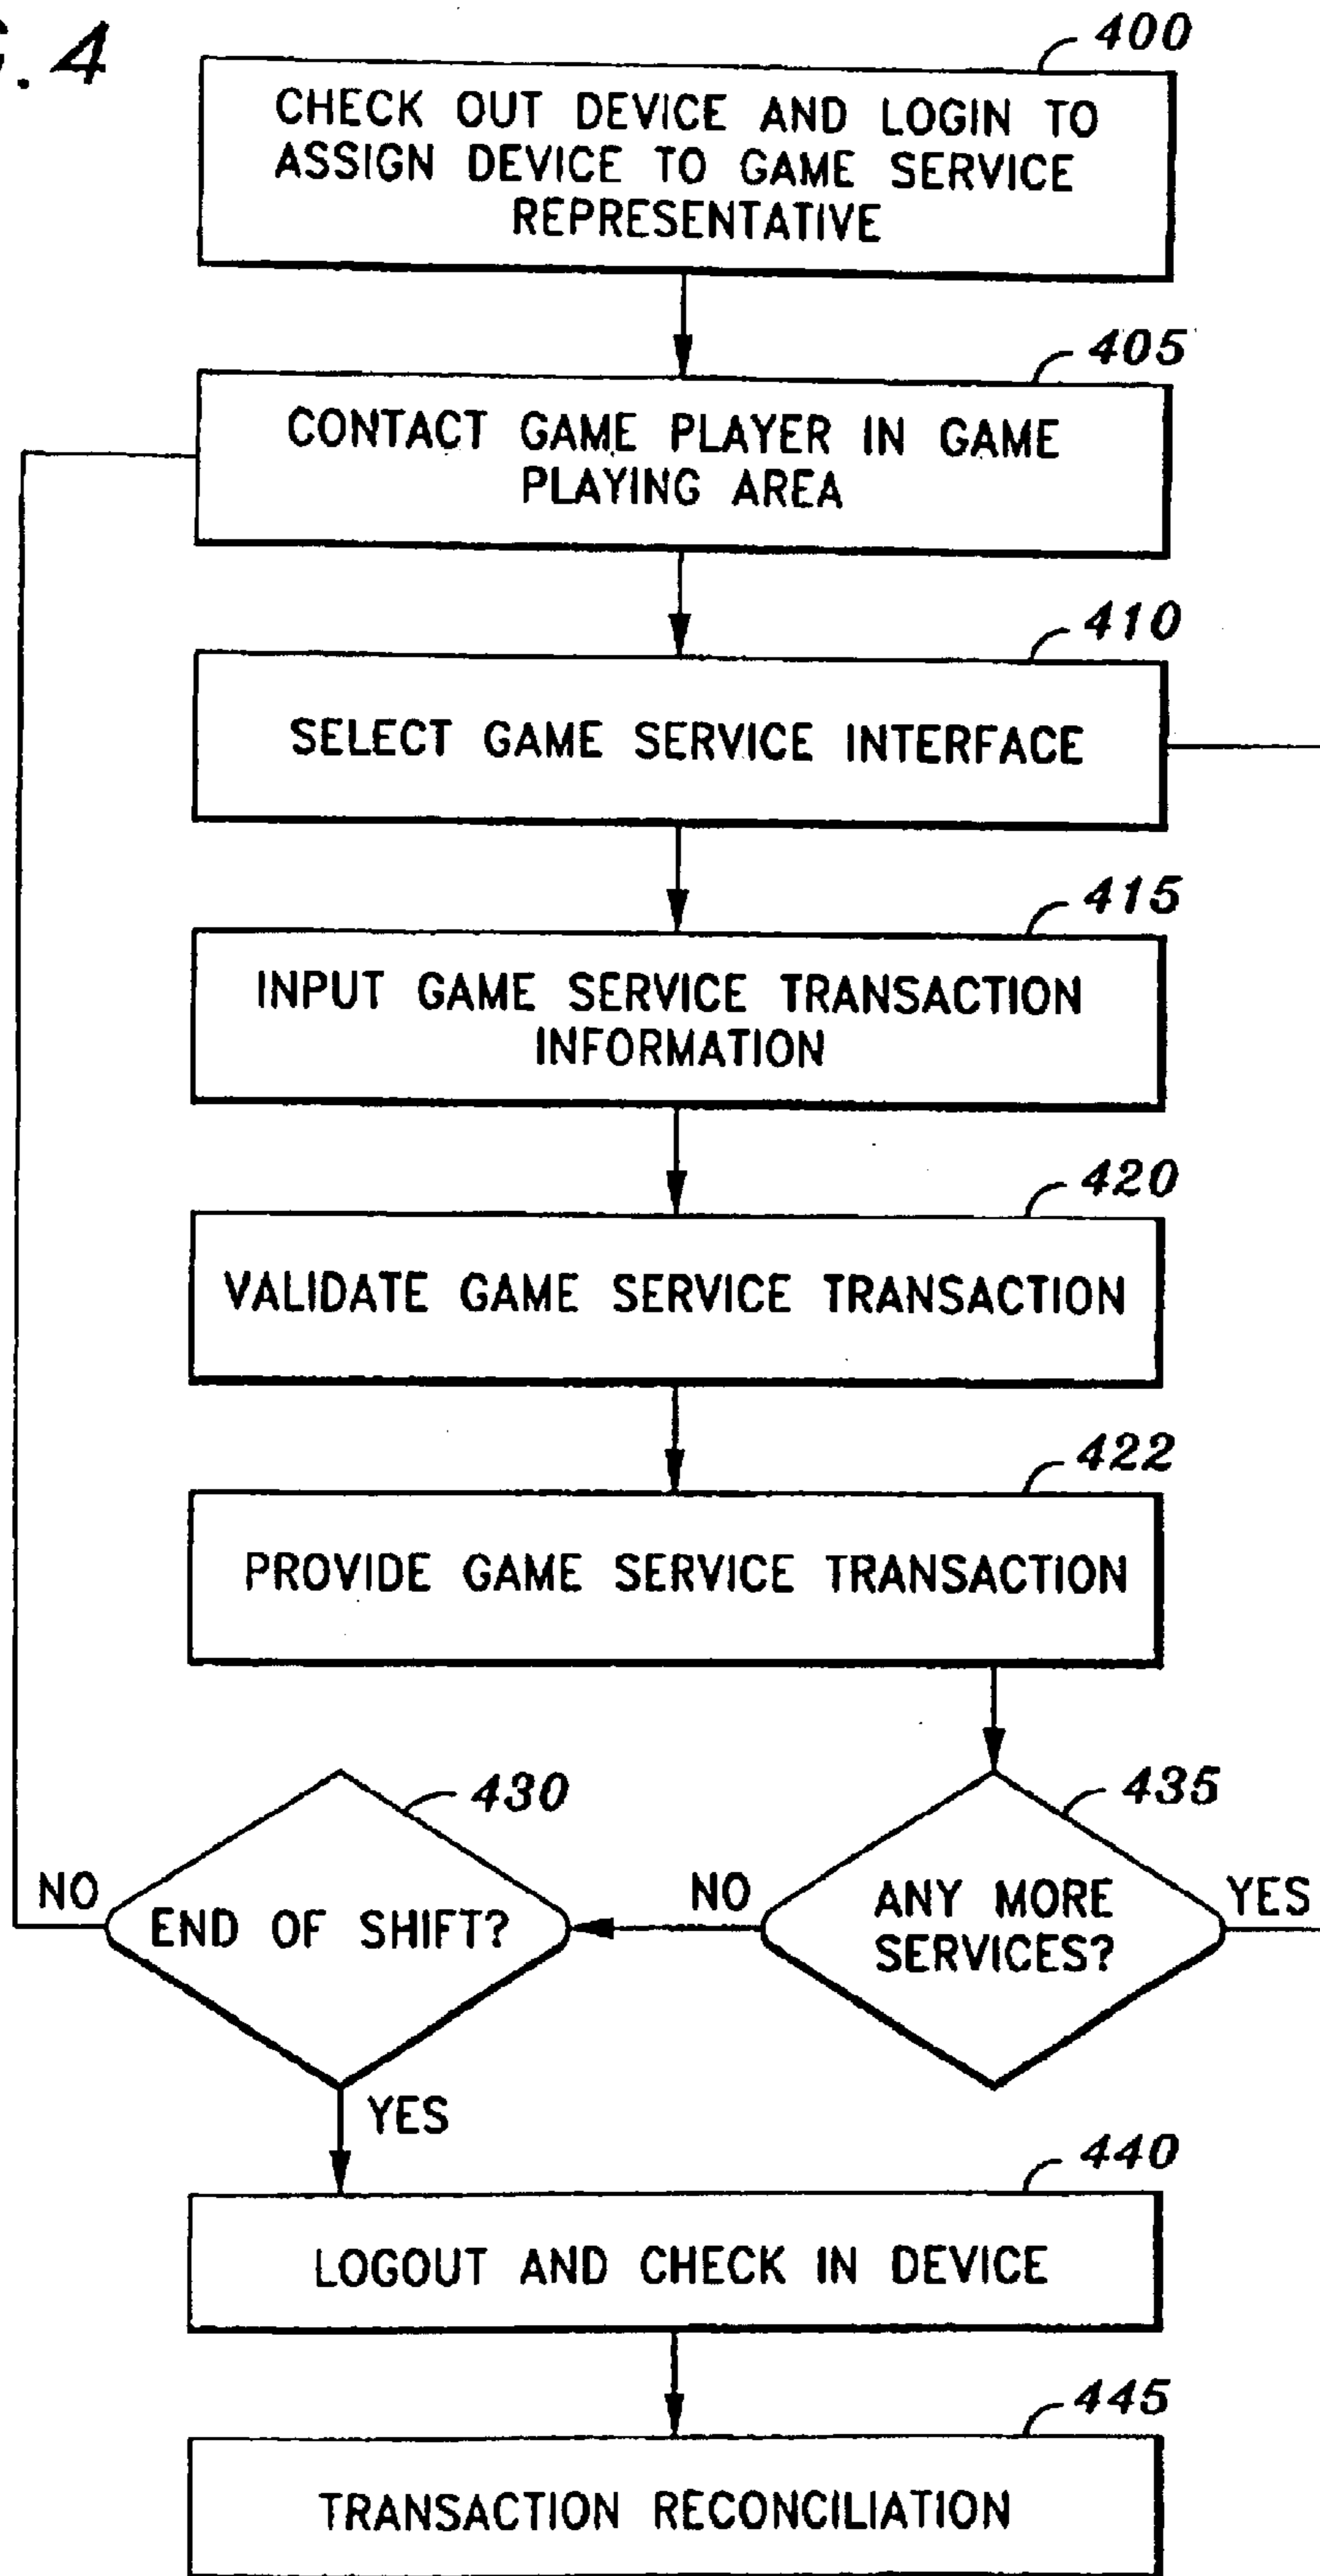 . 4
400
CHECK OUT DEVICE AND LOGIN TO
ASSIGN DEVICE TO GAME SERVICE
REPRESENTATIVE
405
CONTACT GAME PLAYER IN GAME
PLAYING AREA
410
SELECT GAME SERVICE INTERFACE
415
INPUT GAME SERVICE TRANSACTION
INFORMATION
420
VALIDATE GAME SERVICE TRANSACTION
422
PROVIDE GAME SERVICE TRANSACTION
430
435
NO
END OF SHIFT?
NO
ANY MORE
SERVICES?
YES
YES
440
LOGOUT AND CHECK IN DEVICE
445
TRANSACTION RECONCILIATION